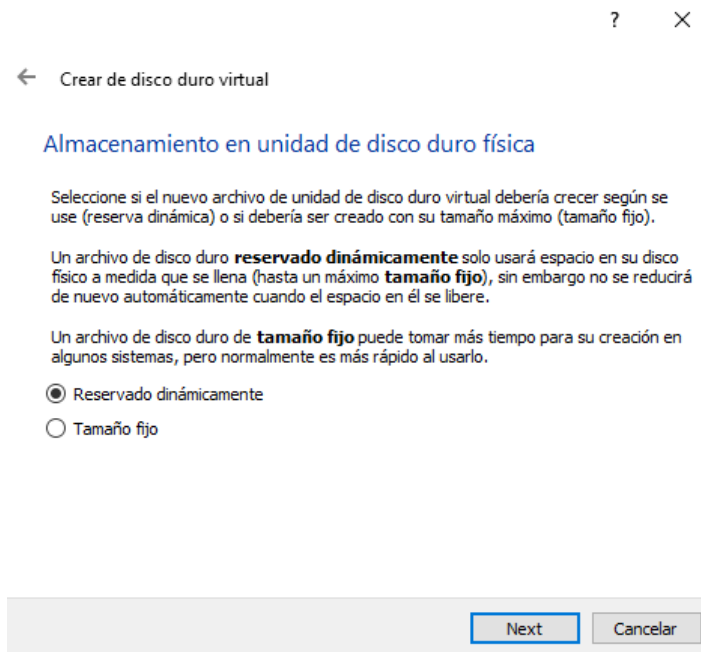 ?
Crear de disco duro virtual
Almacenamiento en unidad de disco duro física
Seleccione si el nuevo archivo de unidad de disco duro virtual debería crecer según se
use (reserva dinámica) o si debería ser creado con su tamaño máximo (tamaño fijo).
Un archivo de disco duro reservado dinámicamente solo usará espacio en su disco
físico a medida que se llena (hasta un máximo tamaño fijo), sin embargo no se reducirá
de nuevo automáticamente cuando el espacio en él se libere.
Un archivo de disco duro de tamaño fijo puede tomar más tiempo para su creación en
algunos sistemas, pero normalmente es más rápido al usarlo.
Reservado dinámicamente
Tamaño fijo
Next Cancelar